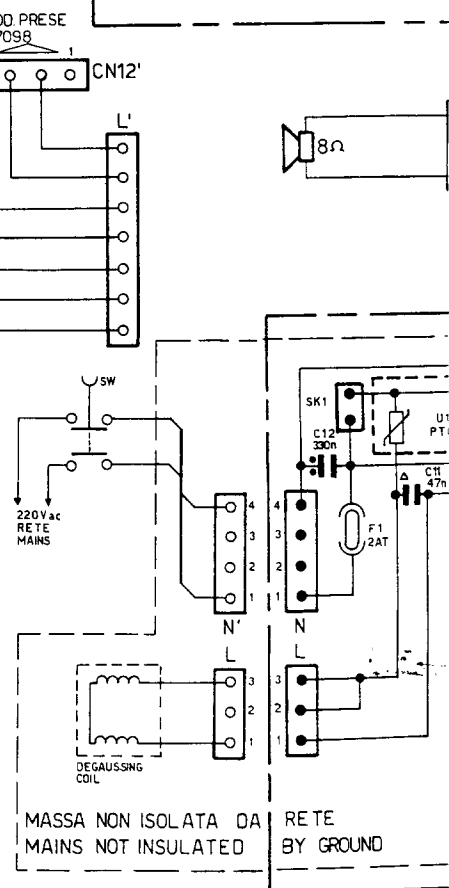 OD. PRESE
7098
1
CN12'
L'
8Ω
SW
SK1
U1
PT
C12
330n
C11
47n
220Vac
RETE
MAINS
4
3
2
1
4
3
2
1
F1
2AT
N'
N
L
L
3
2
1
3
2
1
DEGAUSSING
COIL
MASSA NON ISOLATA DA RETE
MAINS NOT INSULATED BY GROUND